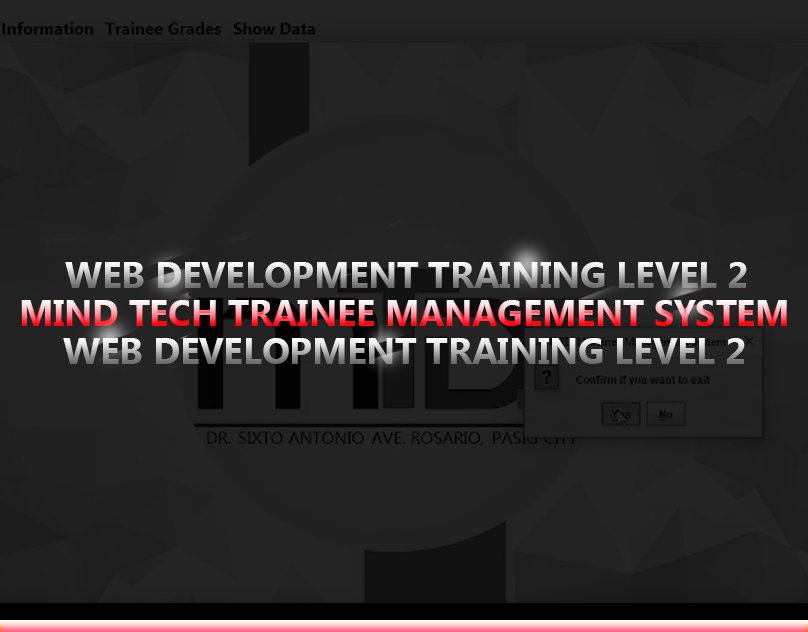 Information Trainee Grades Show Data
WEB DEVELOPMENT TRAINING LEVEL 2
MIND TECH TRAINEE MANAGEMENT SYSTEM
WEB DEVELOPMENT TRAINING LEVEL 2
?
Confirm if you want to exit
Yes No
DR. SIXTO ANTONIO AVE. ROSARIO, PASIG CITY